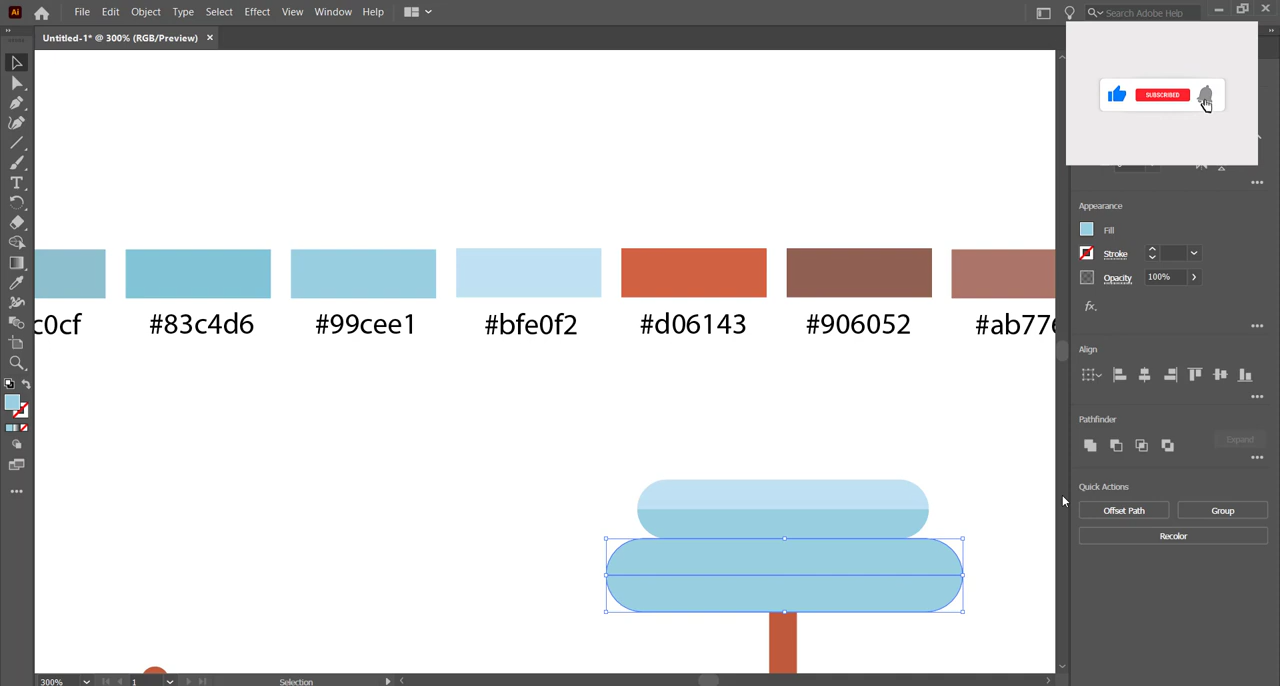 Ai File Edit Object Type Select Effect View Window Help Search Adobe Help
Untitled-1* @ 300% (RGB/Preview) ×
SUBSCRIBED
Appearance
Fill
Stroke
Opacity 100%
fx.
c0cf #83c4d6 #99cee1 #bfe0f2 #d06143 #906052 #ab776
Align
Pathfinder
Expand
Quick Actions
Offset Path Group
Recolor
300% 1 Selection